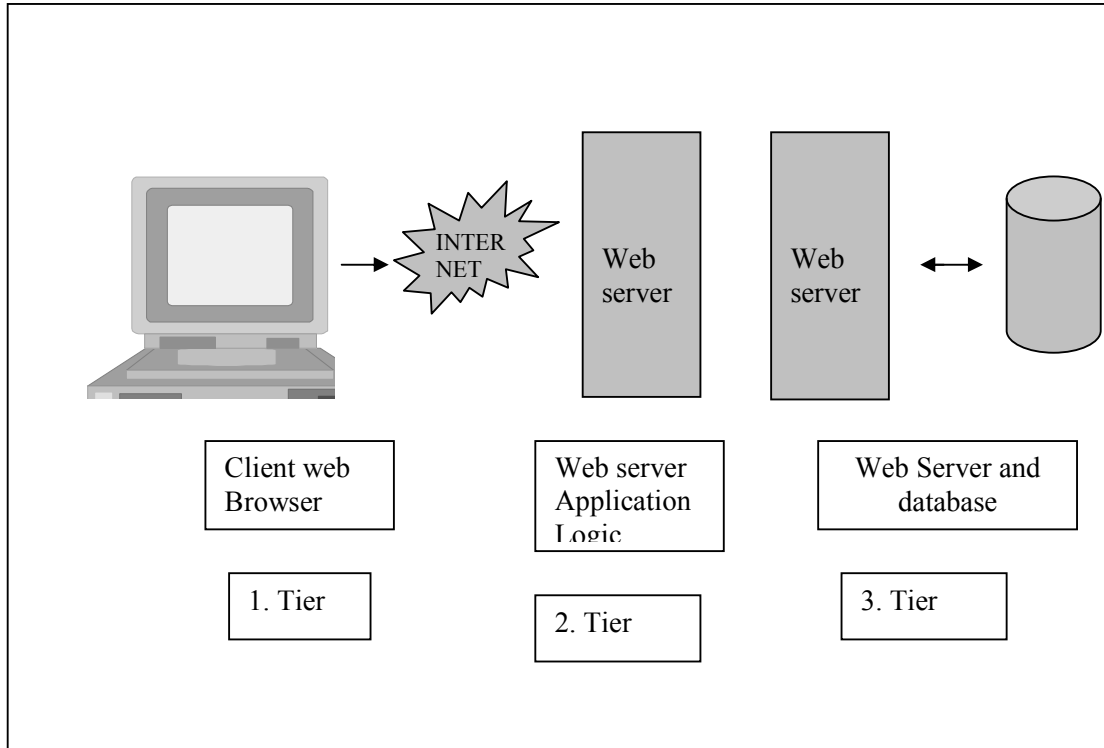 INTER
NET
Web
server
Web
server
Client web
Browser
Web server
Application
Logic
Web Server and
database
1. Tier
2. Tier
3. Tier